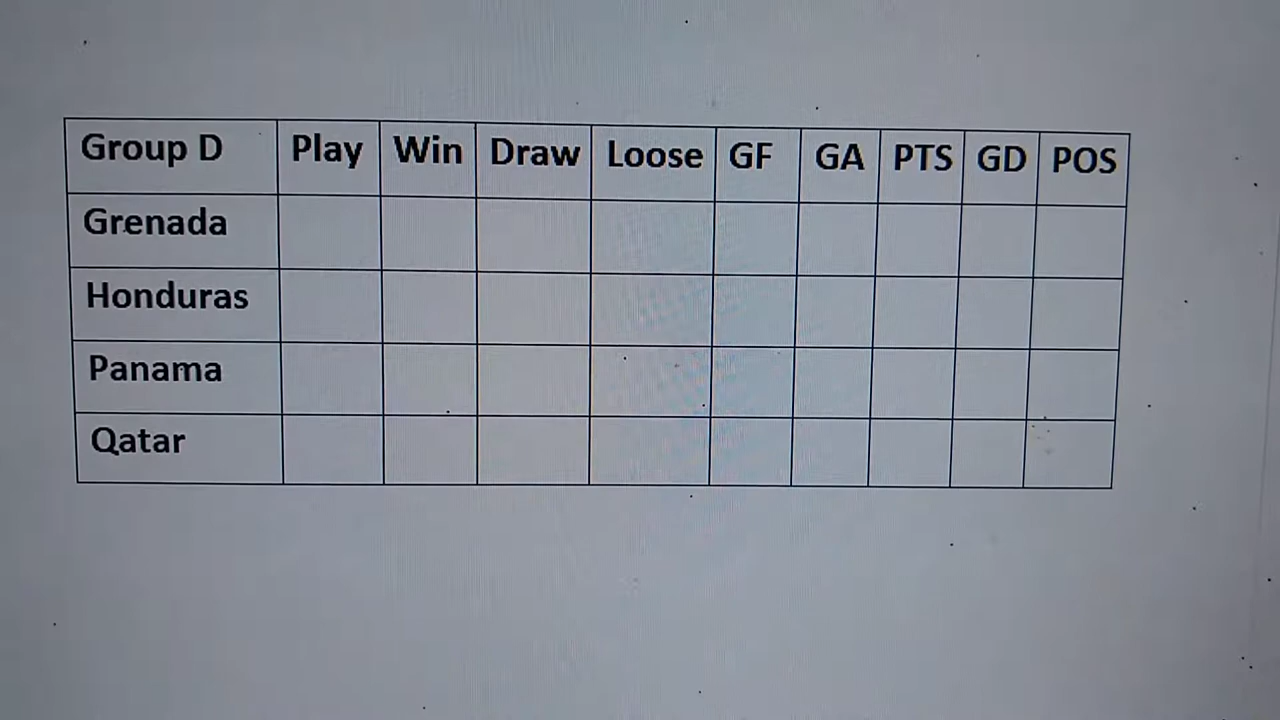 Group D Play Win Draw Loose GF GA PTS GD POS
Grenada
Honduras
Panama
Qatar